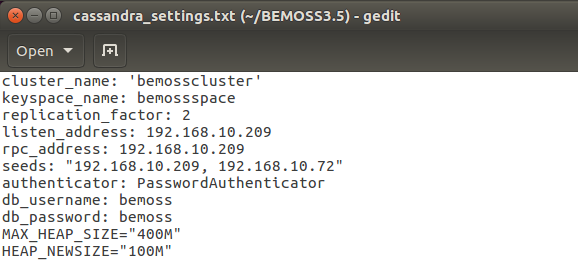 cassandra_settings.txt (~/BEMOSS3.5) - gedit
Open
cluster_name: 'bemosscluster'
keyspace_name: bemossspace
replication_factor: 2
listen_address: 192.168.10.209
rpc_address: 192.168.10.209
seeds: "192.168.10.209, 192.168.10.72"
authenticator: PasswordAuthenticator
db_username: bemoss
db_password: bemoss
MAX_HEAP_SIZE="400M"
HEAP_NEWSIZE="100M"